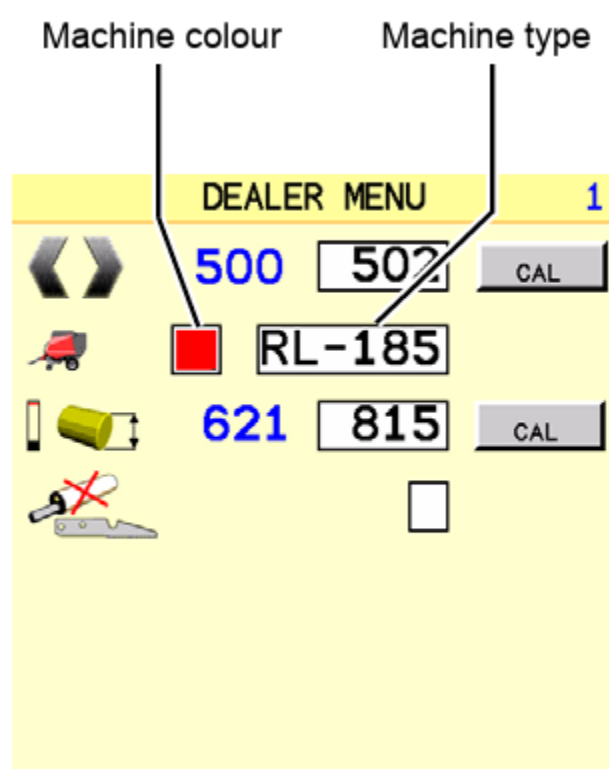 Machine colour Machine type
DEALER MENU 1
500 502 CAL
RL-185
621 815 CAL